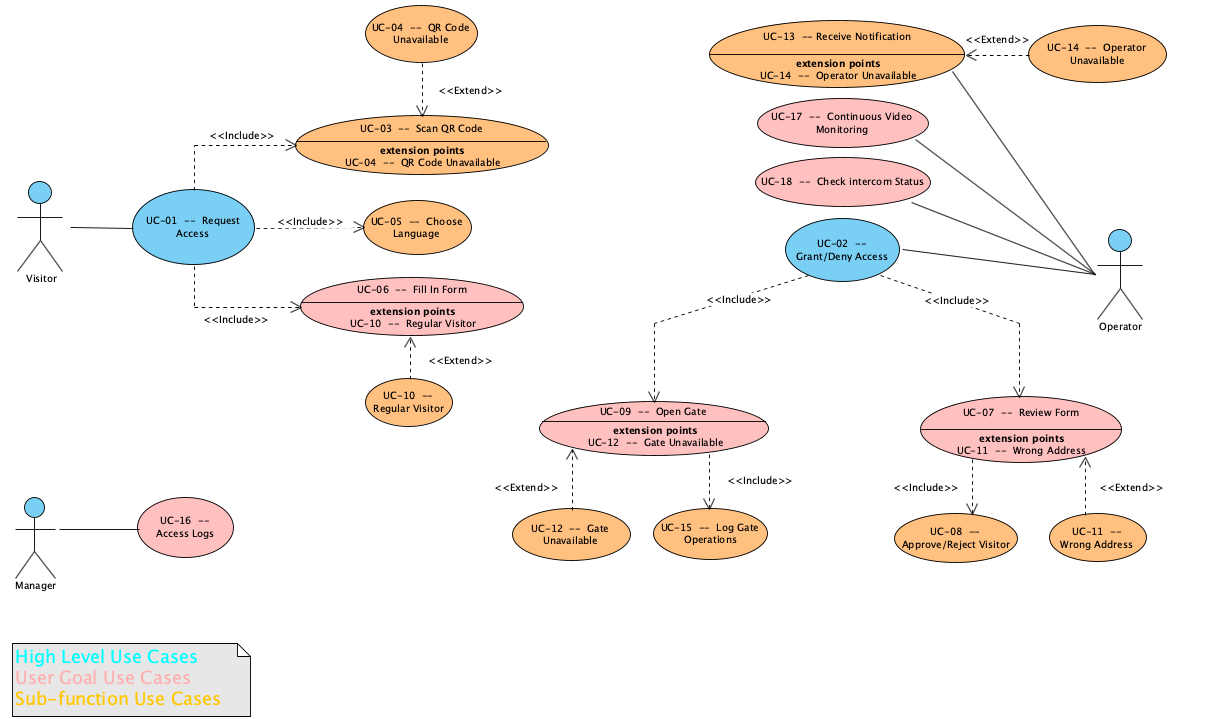 UC-04 -- QR Code
Unavailable
<<Extend>>
<<Include>>
UC-03 -- Scan QR Code
extension points
UC-04 -- QR Code Unavailable
Visitor
UC-01 -- Request
Access
<<Include>>
UC-05 -- Choose
Language
<<Include>>
UC-06 -- Fill In Form
extension points
UC-10 -- Regular Visitor
<<Extend>>
UC-10 --
Regular Visitor
UC-13 -- Receive Notification
extension points
UC-14 -- Operator Unavailable
<<Extend>>
UC-14 -- Operator
Unavailable
UC-17 -- Continuous Video
Monitoring
UC-18 -- Check intercom Status
UC-02 --
Grant/Deny Access
Operator
<<Include>>
<<Include>>
UC-09 -- Open Gate
extension points
UC-12 -- Gate Unavailable
UC-07 -- Review Form
extension points
UC-11 -- Wrong Address
<<Extend>>
<<Include>>
<<Include>>
<<Extend>>
UC-12 -- Gate
Unavailable
UC-15 -- Log Gate
Operations
UC-08 --
Approve/Reject Visitor
UC-11 --
Wrong Address
Manager
UC-16 --
Access Logs
High Level Use Cases
User Goal Use Cases
Sub-function Use Cases